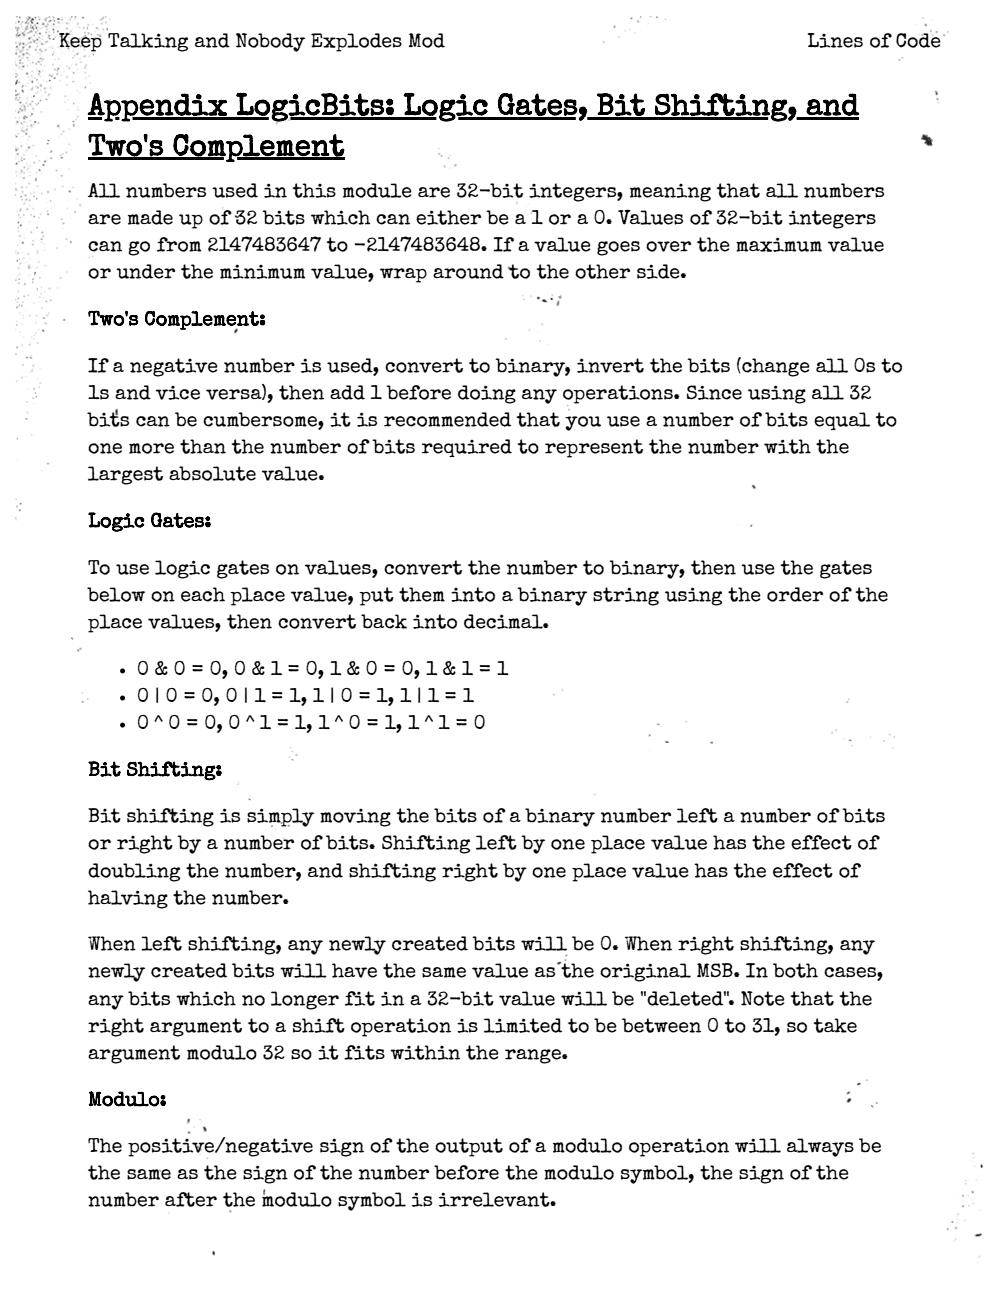 Keep Talking and Nobody Explodes Mod
Lines of Code
Appendix LogicBits: Logic Gates, Bit Shifting, and
Two's Complement
All numbers used in this module are 32-bit integers, meaning that all numbers
are made up of 32 bits which can either be a 1 or a 0. Values of 32-bit integers
can go from 2147483647 to -2147483648. If a value goes over the maximum value
or under the minimum value, wrap around to the other side.
Two's Complement:
If a negative number is used, convert to binary, invert the bits (change all 0s to
1s and vice versa), then add 1 before doing any operations. Since using all 32
bits can be cumbersome, it is recommended that you use a number of bits equal to
one more than the number of bits required to represent the number with the
largest absolute value.
Logic Gates:
To use logic gates on values, convert the number to binary, then use the gates
below on each place value, put them into a binary string using the order of the
place values, then convert back into decimal.
• 0 & 0 = 0, 0 & 1 = 0, 1 & 0 = 0, 1 & 1 = 1
• 0 | 0 = 0, 0 | 1 = 1, 1 | 0 = 1, 1 | 1 = 1
• 0 ^ 0 = 0, 0 ^ 1 = 1, 1 ^ 0 = 1, 1 ^ 1 = 0
Bit Shifting:
Bit shifting is simply moving the bits of a binary number left a number of bits
or right by a number of bits. Shifting left by one place value has the effect of
doubling the number, and shifting right by one place value has the effect of
halving the number.
When left shifting, any newly created bits will be 0. When right shifting, any
newly created bits will have the same value as the original MSB. In both cases,
any bits which no longer fit in a 32-bit value will be "deleted". Note that the
right argument to a shift operation is limited to be between 0 to 31, so take
argument modulo 32 so it fits within the range.
Modulo:
The positive/negative sign of the output of a modulo operation will always be
the same as the sign of the number before the modulo symbol, the sign of the
number after the modulo symbol is irrelevant.